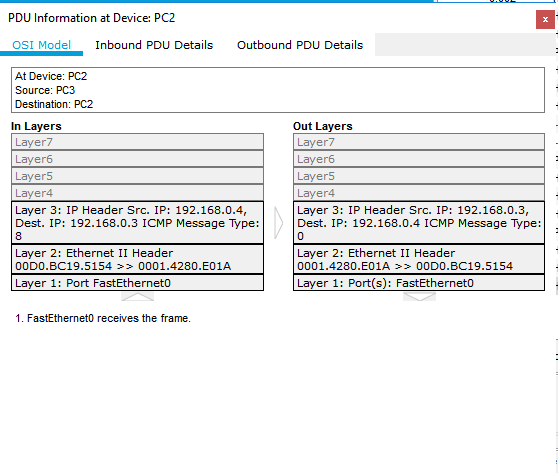 PDU Information at Device: PC2
x
OSI Model Inbound PDU Details Outbound PDU Details
At Device: PC2
Source: PC3
Destination: PC2
In Layers
Layer7
Layer6
Layer5
Layer4
Layer 3: IP Header Src. IP: 192.168.0.4,
Dest. IP: 192.168.0.3 ICMP Message Type:
8
Layer 2: Ethernet II Header
00D0.BC19.5154 >> 0001.4280.E01A
Layer 1: Port FastEthernet0
Out Layers
Layer7
Layer6
Layer5
Layer4
Layer 3: IP Header Src. IP: 192.168.0.3,
Dest. IP: 192.168.0.4 ICMP Message Type:
0
Layer 2: Ethernet II Header
0001.4280.E01A >> 00D0.BC19.5154
Layer 1: Port(s): FastEthernet0
1. FastEthernet0 receives the frame.